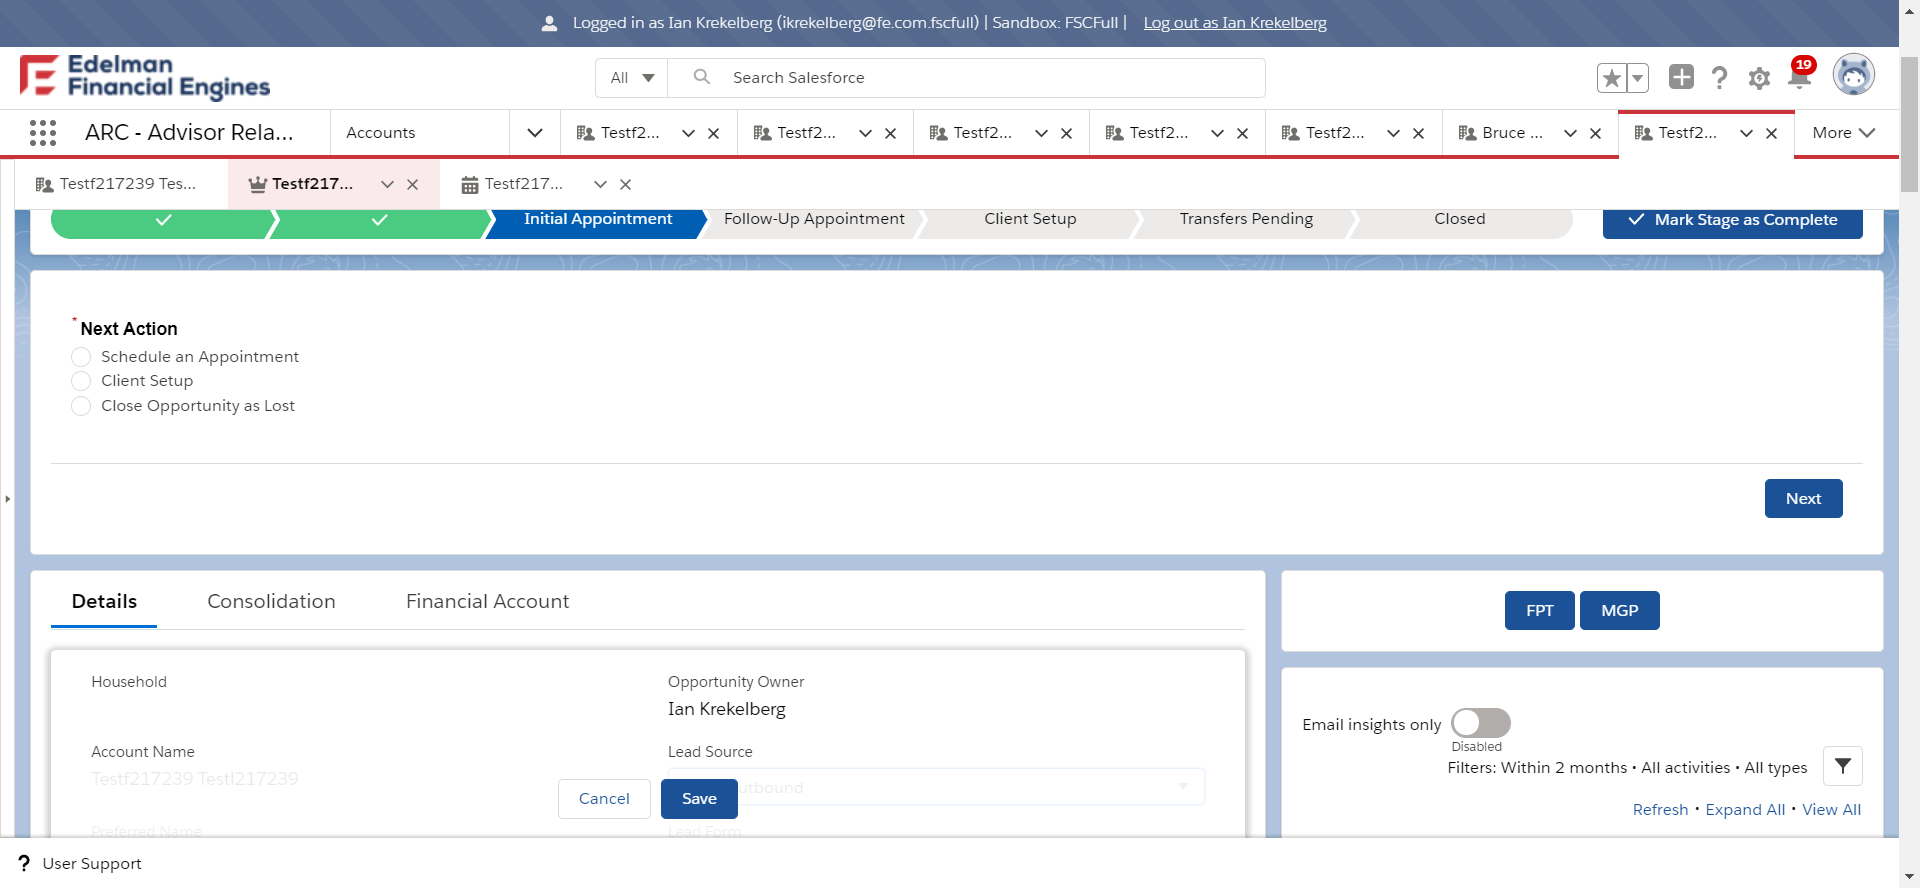 Logged in as Ian Krekelberg (ikrekelberg@fe.com.fscfull) | Sandbox: FSCFull | Log out as Ian Krekelberg
Edelman
Financial Engines
All
Search Salesforce
19
ARC - Advisor Rela...
Accounts
Testf2...
Testf2...
Testf2...
Testf2...
Testf2...
Bruce ...
Testf2...
More
Testf217239 Tes...
Testf217...
Testf217...
Initial Appointment
Follow-Up Appointment
Client Setup
Transfers Pending
Closed
Mark Stage as Complete
* Next Action
Schedule an Appointment
Client Setup
Close Opportunity as Lost
Next
Details
Consolidation
Financial Account
FPT
MGP
Household
Opportunity Owner
Ian Krekelberg
Account Name
Testf217239 Testl217239
Lead Source
utbound
Cancel
Save
Preferred Name
Lead Form
Email insights only
Disabled
Filters: Within 2 months • All activities • All types
Refresh • Expand All • View All
? User Support